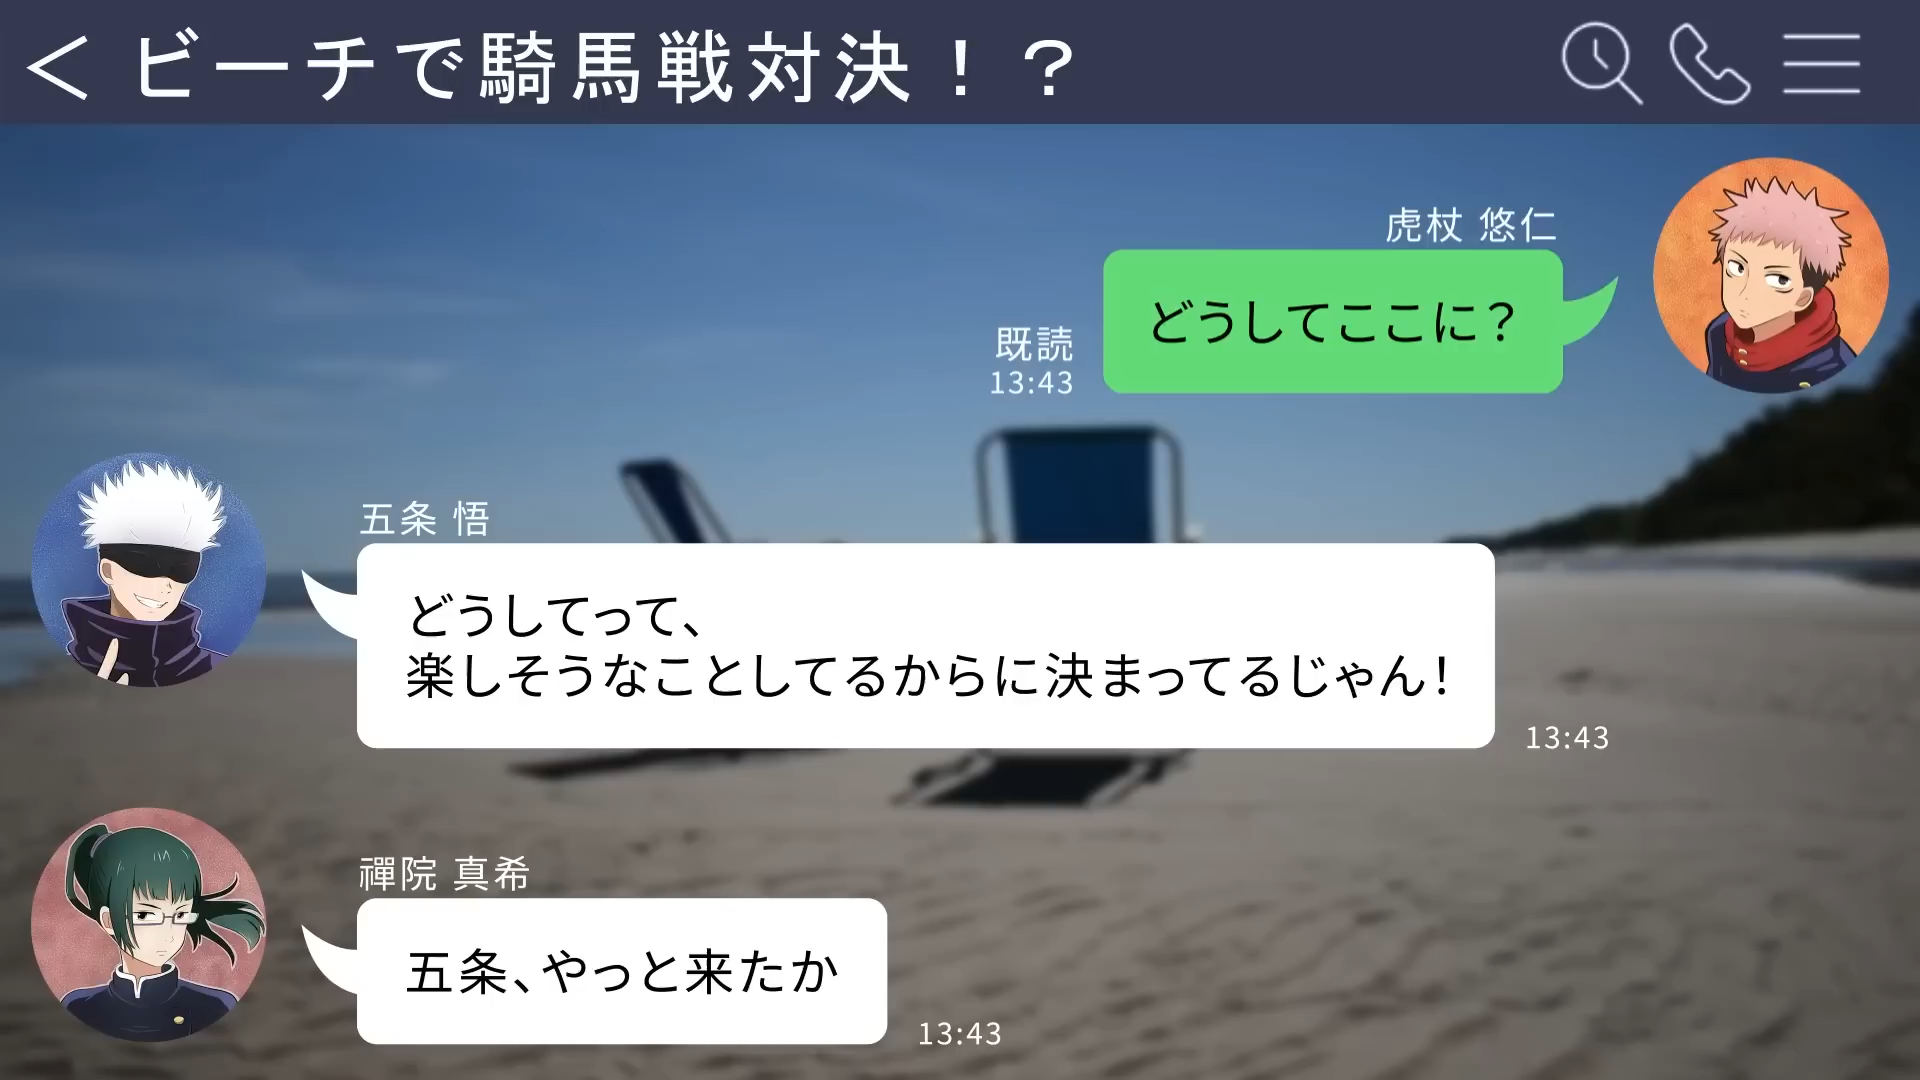 < ビーチで騎馬戦対決！？
虎杖 悠仁
どうしてここに？
既読
13:43
五条 悟
どうしてって、
楽しそうなことしてるからに決まってるじゃん！
13:43
禪院 真希
五条、やっと来たか
13:43